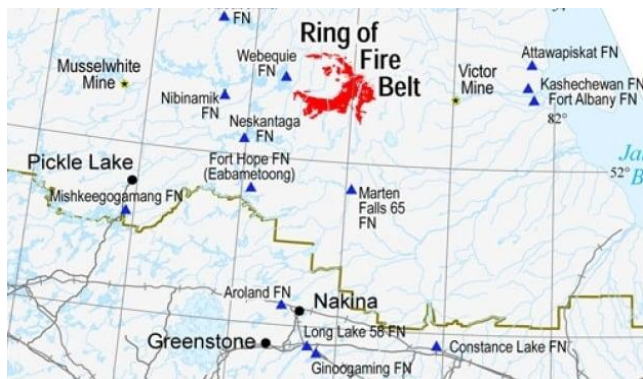 FN
Webequie
FN
Ring of
Fire
Belt
Attawapiskat FN
Musselwhite
Mine
Victor
Mine
Kashechewan FN
Fort Albany FN
Nibinamik
FN
82°
Neskantaga
FN
Pickle Lake
Fort Hope FN
(Eabametoong)
52°
Mishkeegogamang FN
Marten
Falls 65
FN
Aroland FN
Nakina
Greenstone
Long Lake 58 FN
Constance Lake FN
Ginoogaming FN